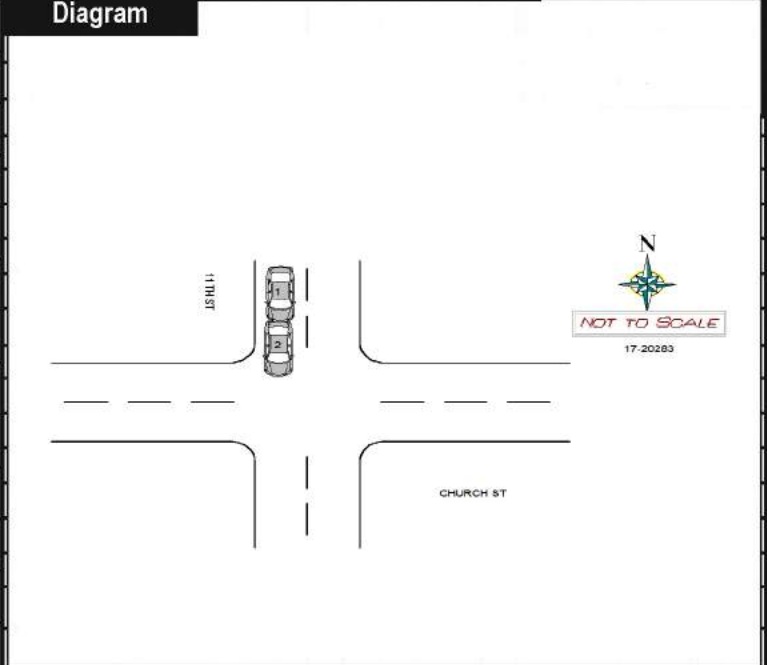 Diagram
N
11TH ST
1
NOT TO SCALE
2
17-20283
CHURCH ST